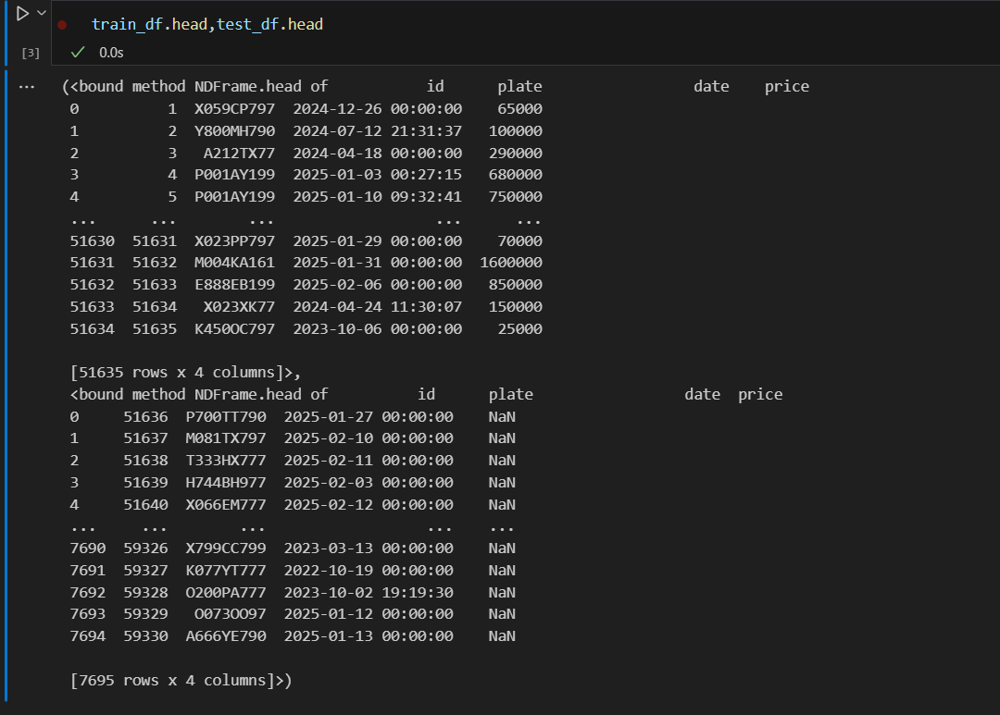 train_df.head,test_df.head
[3]
0.0s
(<bound method NDFrame.head of id plate date price
0 1 X059CP797 2024-12-26 00:00:00 65000
1 2 Y800MH790 2024-07-12 21:31:37 100000
2 3 A212TX77 2024-04-18 00:00:00 290000
3 4 P001AY199 2025-01-03 00:27:15 680000
4 5 P001AY199 2025-01-10 09:32:41 750000
... ... ... ... ...
51630 51631 X023PP797 2025-01-29 00:00:00 70000
51631 51632 M004KA161 2025-01-31 00:00:00 1600000
51632 51633 E888EB199 2025-02-06 00:00:00 850000
51633 51634 X023XK77 2024-04-24 11:30:07 150000
51634 51635 K450OC797 2023-10-06 00:00:00 25000
[51635 rows x 4 columns]>,
<bound method NDFrame.head of id plate date price
0 51636 P700TT790 2025-01-27 00:00:00 NaN
1 51637 M081TX797 2025-02-10 00:00:00 NaN
2 51638 T333HX777 2025-02-11 00:00:00 NaN
3 51639 H744BH977 2025-02-03 00:00:00 NaN
4 51640 X066EM777 2025-02-12 00:00:00 NaN
... ... ... ... ...
7690 59326 X799CC799 2023-03-13 00:00:00 NaN
7691 59327 K077YT777 2022-10-19 00:00:00 NaN
7692 59328 O200PA777 2023-10-02 19:19:30 NaN
7693 59329 O073OO97 2025-01-12 00:00:00 NaN
7694 59330 A666YE790 2025-01-13 00:00:00 NaN
[7695 rows x 4 columns]>)